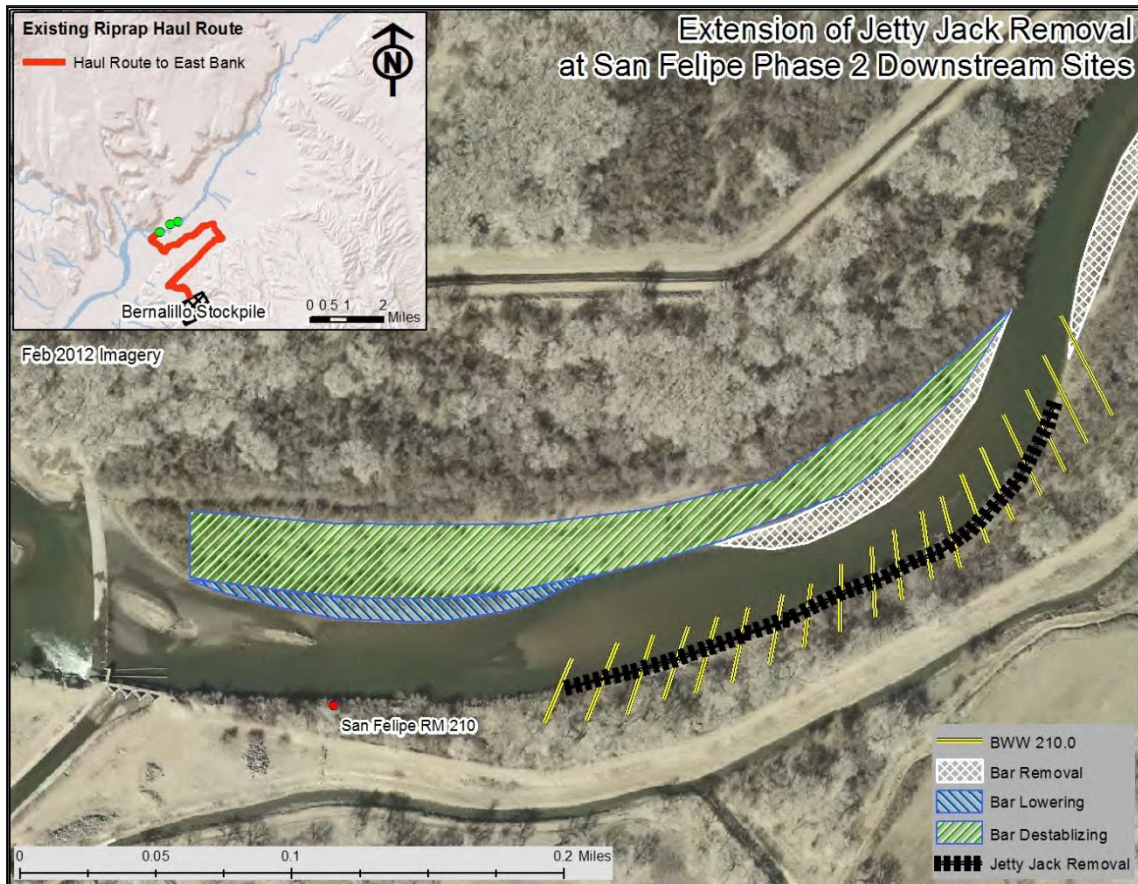 Extension of Jetty Jack Removal
at San Felipe Phase 2 Downstream Sites
Existing Riprap Haul Route
Haul Route to East Bank
N
Bernalillo Stockpile
0 0.5 1 2
Miles
Feb 2012 Imagery
San Felipe RM 210
BWW 210.0
Bar Removal
Bar Lowering
Bar Destablizing
Jetty Jack Removal
0 0.05 0.1 0.2 Miles